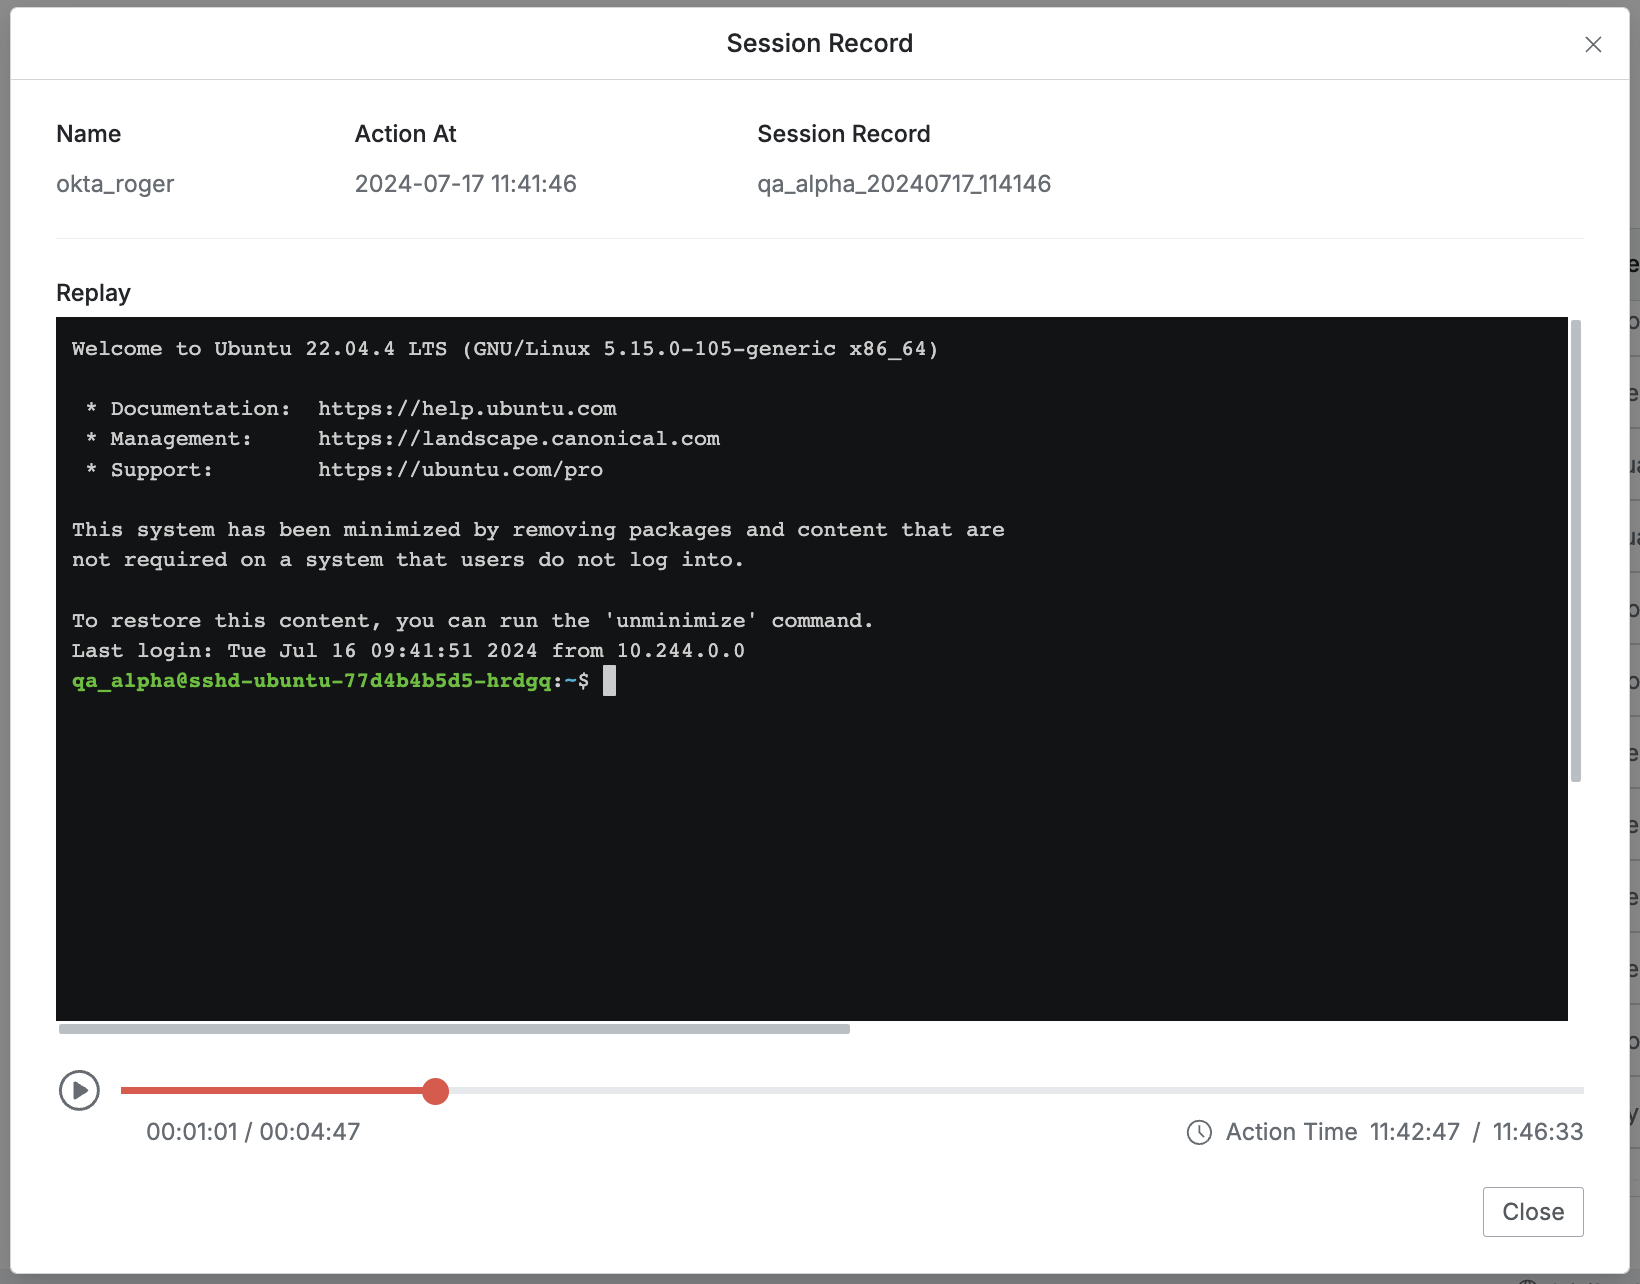 Session Record
Name Action At Session Record
okta_roger 2024-07-17 11:41:46 qa_alpha_20240717_114146
Replay
Welcome to Ubuntu 22.04.4 LTS (GNU/Linux 5.15.0-105-generic x86_64)
* Documentation: https://help.ubuntu.com
* Management: https://landscape.canonical.com
* Support: https://ubuntu.com/pro
This system has been minimized by removing packages and content that are
not required on a system that users do not log into.
To restore this content, you can run the 'unminimize' command.
Last login: Tue Jul 16 09:41:51 2024 from 10.244.0.0
qa_alpha@sshd-ubuntu-77d4b4b5d5-hrdgq:~$
00:01:01 / 00:04:47 Action Time 11:42:47 / 11:46:33
Close